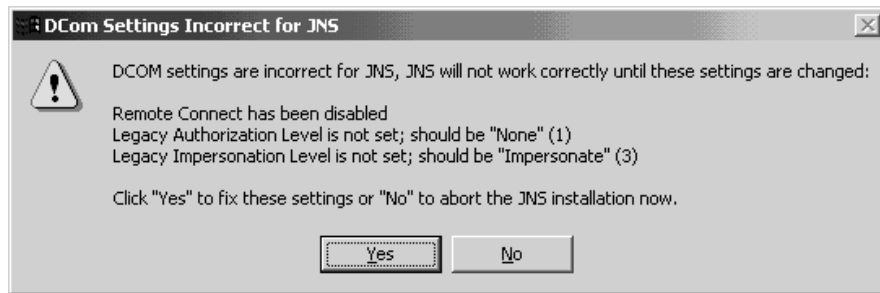 DCom Settings Incorrect for JNS
DCOM settings are incorrect for JNS, JNS will not work correctly until these settings are changed:
Remote Connect has been disabled
Legacy Authorization Level is not set; should be "None" (1)
Legacy Impersonation Level is not set; should be "Impersonate" (3)
Click "Yes" to fix these settings or "No" to abort the JNS installation now.
Yes
No